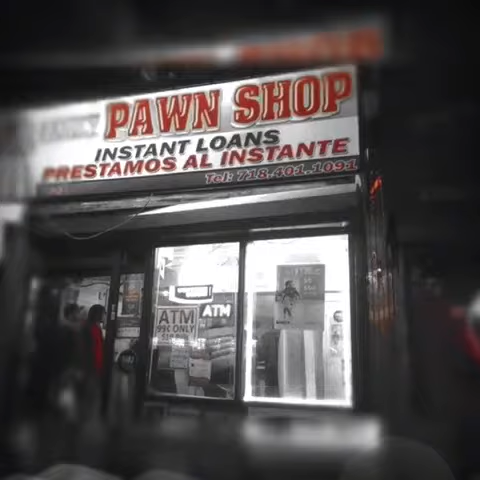 PAWN SHOP
INSTANT LOANS
PRESTAMOS AL INSTANTE
Tel: 718.401.1091
ATM
ATM
99¢ ONLY